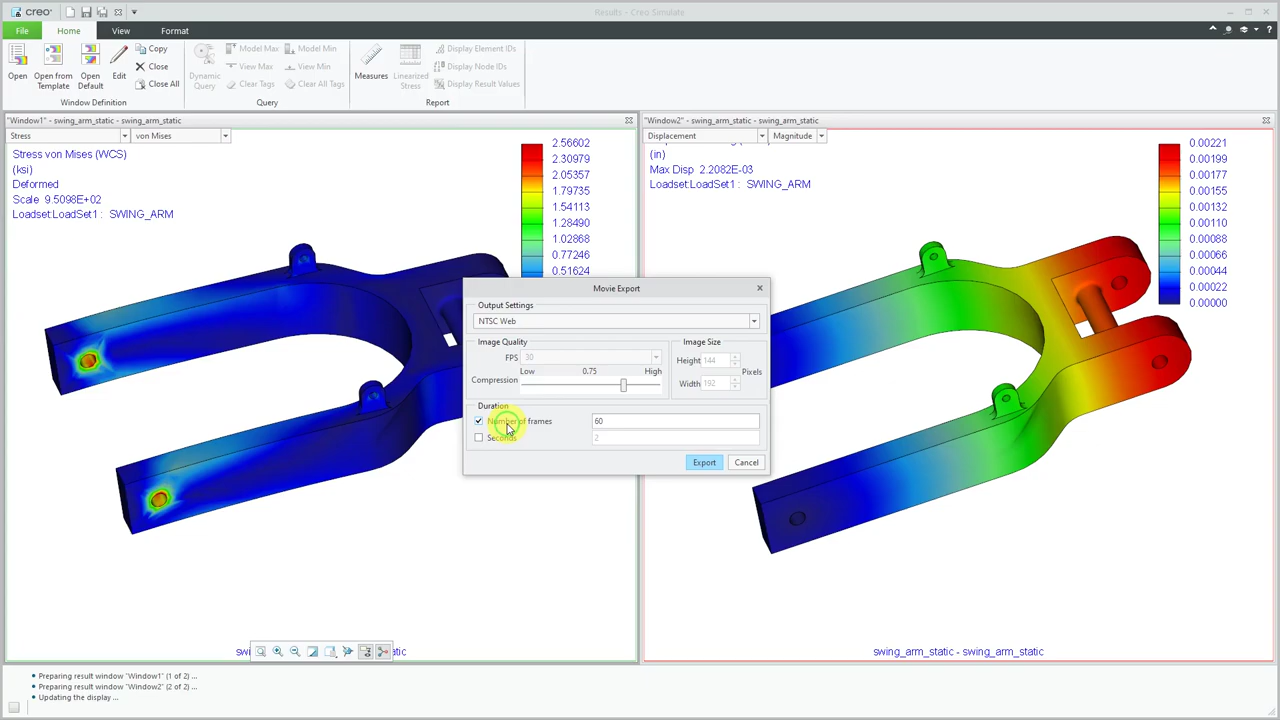 creo
Results - Creo Simulate
File Home View Format
Open
Open from Template
Open Default
Edit
Copy
Close
Close All
Window Definition
Dynamic Query
Model Max
View Max
Clear Tags
Model Min
View Min
Clear All Tags
Query
Measures
Linearized Stress
Display Element IDs
Display Node IDs
Display Result Values
Report
"Window1" - swing_arm_static - swing_arm_static
Stress von Mises
Stress von Mises (WCS)
(ksi)
Deformed
Scale 9.5098E+02
Loadset:LoadSet1 : SWING_ARM
2.56602
2.30979
2.05357
1.79735
1.54113
1.28490
1.02868
0.77246
0.51624
"Window2" - swing_arm_static - swing_arm_static
Displacement Magnitude
(in)
Max Disp 2.2082E-03
Loadset:LoadSet1 : SWING_ARM
0.00221
0.00199
0.00177
0.00155
0.00132
0.00110
0.00088
0.00066
0.00044
0.00022
0.00000
Movie Export
Output Settings
NTSC Web
Image Quality
FPS 30
Low 0.75 High
Compression
Image Size
Height 144
Pixels
Width 192
Duration
Number of frames 60
Seconds 2
Export Cancel
swing_arm_static - swing_arm_static
Preparing result window "Window1" (1 of 2) ...
Preparing result window "Window2" (2 of 2) ...
Updating the display ...